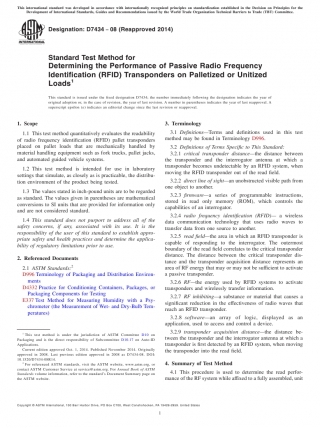 This international standard was developed in accordance with internationally recognized principles on standardization established in the Decision on Principles for the
Development of International Standards, Guides and Recommendations issued by the World Trade Organization Technical Barriers to Trade (TBT) Committee.
Designation: D7434 - 08 (Reapproved 2014)
Standard Test Method for
Determining the Performance of Passive Radio Frequency
Identification (RFID) Transponders on Palletized or Unitized
Loads¹
This standard is issued under the fixed designation D7434; the number immediately following the designation indicates the year of
original adoption or, in the case of revision, the year of last revision. A number in parentheses indicates the year of last reapproval. A
superscript epsilon (ε) indicates an editorial change since the last revision or reapproval.
1. Scope
1.1 This test method quantitatively evaluates the readability
of radio frequency identification (RFID) pallet transponders
placed on pallet loads that are mechanically handled by
material handling equipment such as fork trucks, pallet jacks,
and automated guided vehicle systems.
1.2 This test method is intended for use in laboratory
settings that simulate, as closely as is practicable, the distribu-
tion environment of the product being tested.
1.3 The values stated in inch-pound units are to be regarded
as standard. The values given in parentheses are mathematical
conversions to SI units that are provided for information only
and are not considered standard.
1.4 This standard does not purport to address all of the
safety concerns, if any, associated with its use. It is the
responsibility of the user of this standard to establish appro-
priate safety and health practices and determine the applica-
bility of regulatory limitations prior to use.
2. Referenced Documents
2.1 ASTM Standards:²
D996 Terminology of Packaging and Distribution Environ-
ments
D4332 Practice for Conditioning Containers, Packages, or
Packaging Components for Testing
E337 Test Method for Measuring Humidity with a Psy-
chrometer (the Measurement of Wet- and Dry-Bulb Tem-
peratures)
¹ This test method is under the jurisdiction of ASTM Committee D10 on
Packaging and is the direct responsibility of Subcommittee D10.17 on Auto-ID
Applications.
Current edition approved Oct. 1, 2014. Published November 2014. Originally
approved in 2008. Last previous edition approved in 2008 as D7434-08. DOI:
² For referenced ASTM standards, visit the ASTM website, www.astm.org, or
contact ASTM Customer Service at service@astm.org. For Annual Book of ASTM
Standards volume information, refer to the standard's Document Summary page on
the ASTM website.
3. Terminology
3.1 Definitions—Terms and definitions used in this test
method may be found in Terminology D996.
3.2 Definitions of Terms Specific to This Standard:
3.2.1 critical transponder distance—the distance between
the transponder and the interrogator antenna at which a
transponder becomes undetectable by an RFID system, when
moving the RFID transponder out of the read field.
3.2.2 direct line of sight—an unobstructed visible path from
one object to another.
3.2.3 firmware—a series of programmable instructions,
stored in read only memory (ROM), which controls the
capabilities of an interrogator.
3.2.4 radio frequency identification (RFID)— a wireless
data communication technology that uses radio waves to
transfer data from one source to another.
3.2.5 read field—the area in which an RFID transponder is
capable of responding to the interrogator. The outermost
boundary of the read field correlates to the critical transponder
distance. The distance between the critical transponder dis-
tance and the transponder acquisition distance represents an
area of RF energy that may or may not be sufficient to activate
a passive transponder.
3.2.6 RF—the energy used by RFID systems to activate
transponders and wirelessly transfer information.
3.2.7 RF inhibiting—a substance or material that causes a
significant reduction in the effectiveness of radio waves that
reach an RFID transponder.
3.2.8 software—an array of logic, displayed as an
application, used to access and control a device.
3.2.9 transponder acquisition distance—the distance be-
tween the transponder and the interrogator antenna at which a
transponder is first detected by an RFID system, when moving
the transponder into the read field.
4. Summary of Test Method
4.1 This procedure is used to determine the read perfor-
mance of the RF system while affixed to a fully assembled, unit
Copyright © ASTM International, 100 Barr Harbor Drive, PO Box C700, West Conshohocken, PA 19428-2959. United States
1